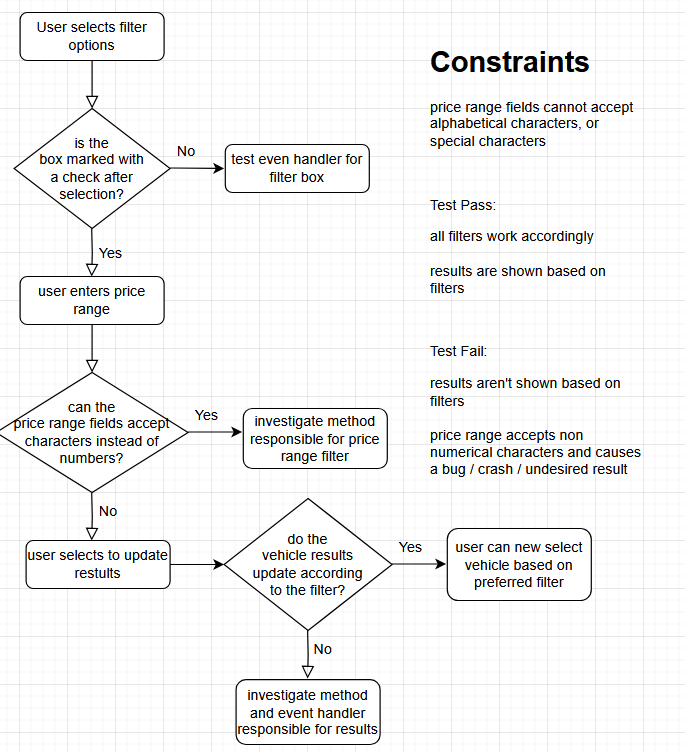 User selects filter
options
is the
box marked with
a check after
selection?
No
test even handler for
filter box
Yes
user enters price
range
can the
price range fields accept
characters instead of
numbers?
Yes
investigate method
responsible for price
range filter
No
user selects to update
restults
do the
vehicle results
update according
to the filter?
Yes
user can new select
vehicle based on
preferred filter
No
investigate method
and event handler
responsible for results
Constraints
price range fields cannot accept
alphabetical characters, or
special characters
Test Pass:
all filters work accordingly
results are shown based on
filters
Test Fail:
results aren't shown based on
filters
price range accepts non
numerical characters and causes
a bug / crash / undesired result